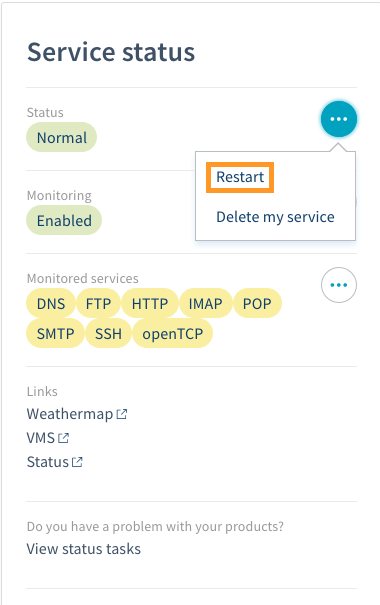 Service status
Status
Normal
Restart
Delete my service
Monitoring
Enabled
Monitored services
DNS FTP HTTP IMAP POP
SMTP SSH openTCP
Links
Weathermap
VMS
Status
Do you have a problem with your products?
View status tasks